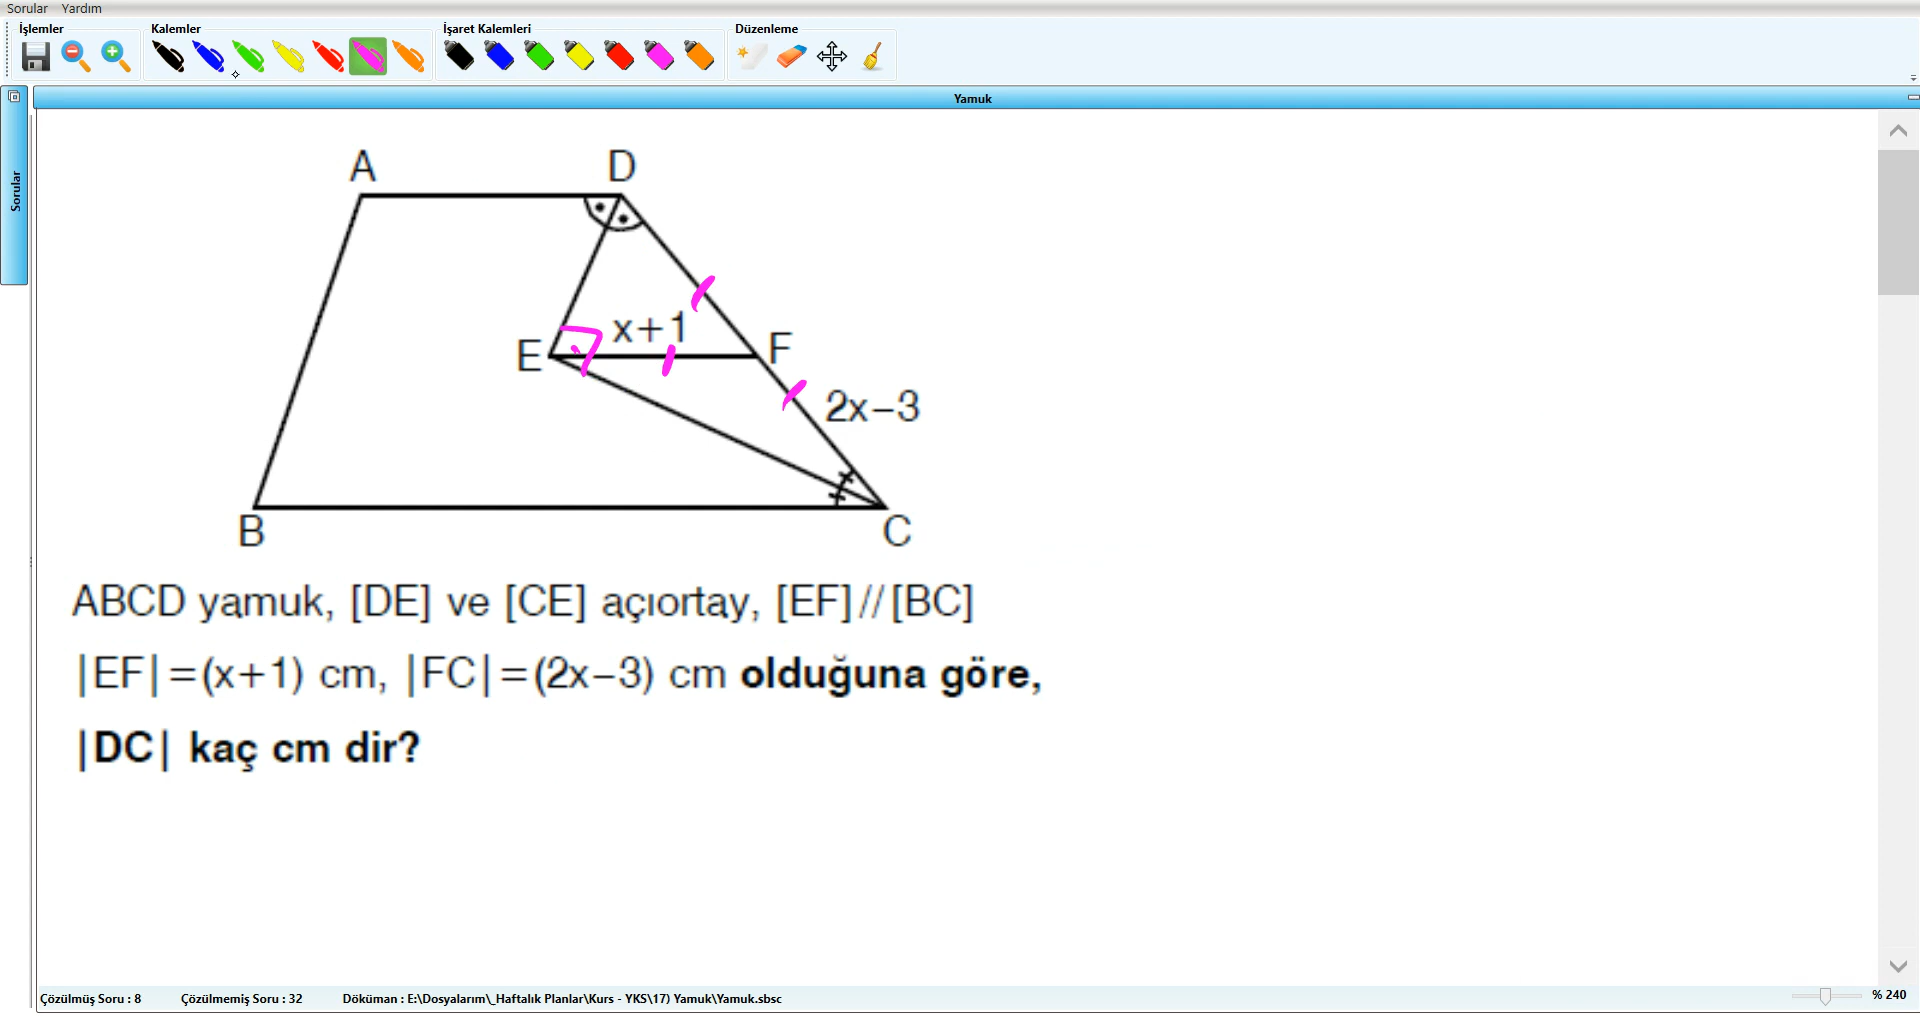 Sorular Yardım
İşlemler Kalemler İşaret Kalemleri Düzenleme
Yamuk
Sorular
A D
x+1
E F
2x−3
B C
ABCD yamuk, [DE] ve [CE] açıortay, [EF]//[BC]
|EF|=(x+1) cm, |FC|=(2x−3) cm olduğuna göre,
|DC| kaç cm dir?
Çözülmüş Soru : 8 Çözülmemiş Soru : 32 Döküman : E:\Dosyalarım\_Haftalık Planlar\Kurs - YKS\17) Yamuk\Yamuk.sbsc % 240